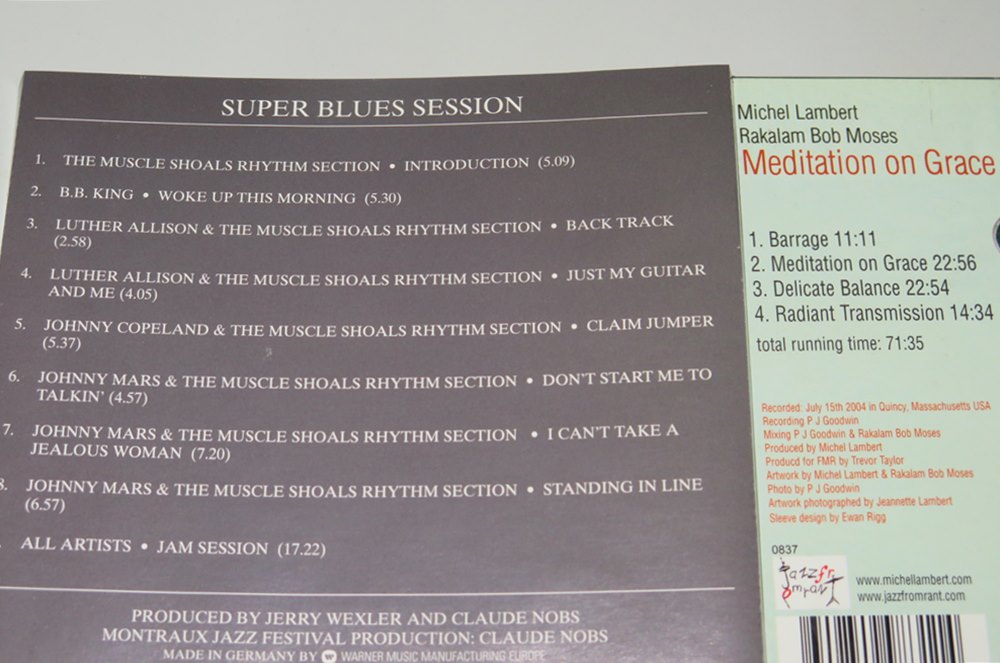 SUPER BLUES SESSION
1. THE MUSCLE SHOALS RHYTHM SECTION • INTRODUCTION (5.09)
2. B.B. KING • WOKE UP THIS MORNING (5.30)
3. LUTHER ALLISON & THE MUSCLE SHOALS RHYTHM SECTION • BACK TRACK
(2.58)
4. LUTHER ALLISON & THE MUSCLE SHOALS RHYTHM SECTION • JUST MY GUITAR
AND ME (4.05)
5. JOHNNY COPELAND & THE MUSCLE SHOALS RHYTHM SECTION • CLAIM JUMPER
(5.37)
6. JOHNNY MARS & THE MUSCLE SHOALS RHYTHM SECTION • DON'T START ME TO
TALKIN' (4.57)
7. JOHNNY MARS & THE MUSCLE SHOALS RHYTHM SECTION • I CAN'T TAKE A
JEALOUS WOMAN (7.20)
8. JOHNNY MARS & THE MUSCLE SHOALS RHYTHM SECTION • STANDING IN LINE
(6.57)
ALL ARTISTS • JAM SESSION (17.22)
PRODUCED BY JERRY WEXLER AND CLAUDE NOBS
MONTRAUX JAZZ FESTIVAL PRODUCTION: CLAUDE NOBS
MADE IN GERMANY BY WARNER MUSIC MANUFACTURING EUROPE
Michel Lambert
Rakalam Bob Moses
Meditation on Grace
1. Barrage 11:11
2. Meditation on Grace 22:56
3. Delicate Balance 22:54
4. Radiant Transmission 14:34
total running time: 71:35
Recorded: July 15th 2004 in Quincy, Massachusetts USA
Recording P J Goodwin
Mixing P J Goodwin & Rakalam Bob Moses
Produced by Michel Lambert
Producd for FMR by Trevor Taylor
Artwork by Michel Lambert & Rakalam Bob Moses
Photo by P J Goodwin
Artwork photographed by Jeannette Lambert
Sleeve design by Ewan Rigg
0837
jazzfr
omrant
www.michellambert.com
www.jazzfromrant.com